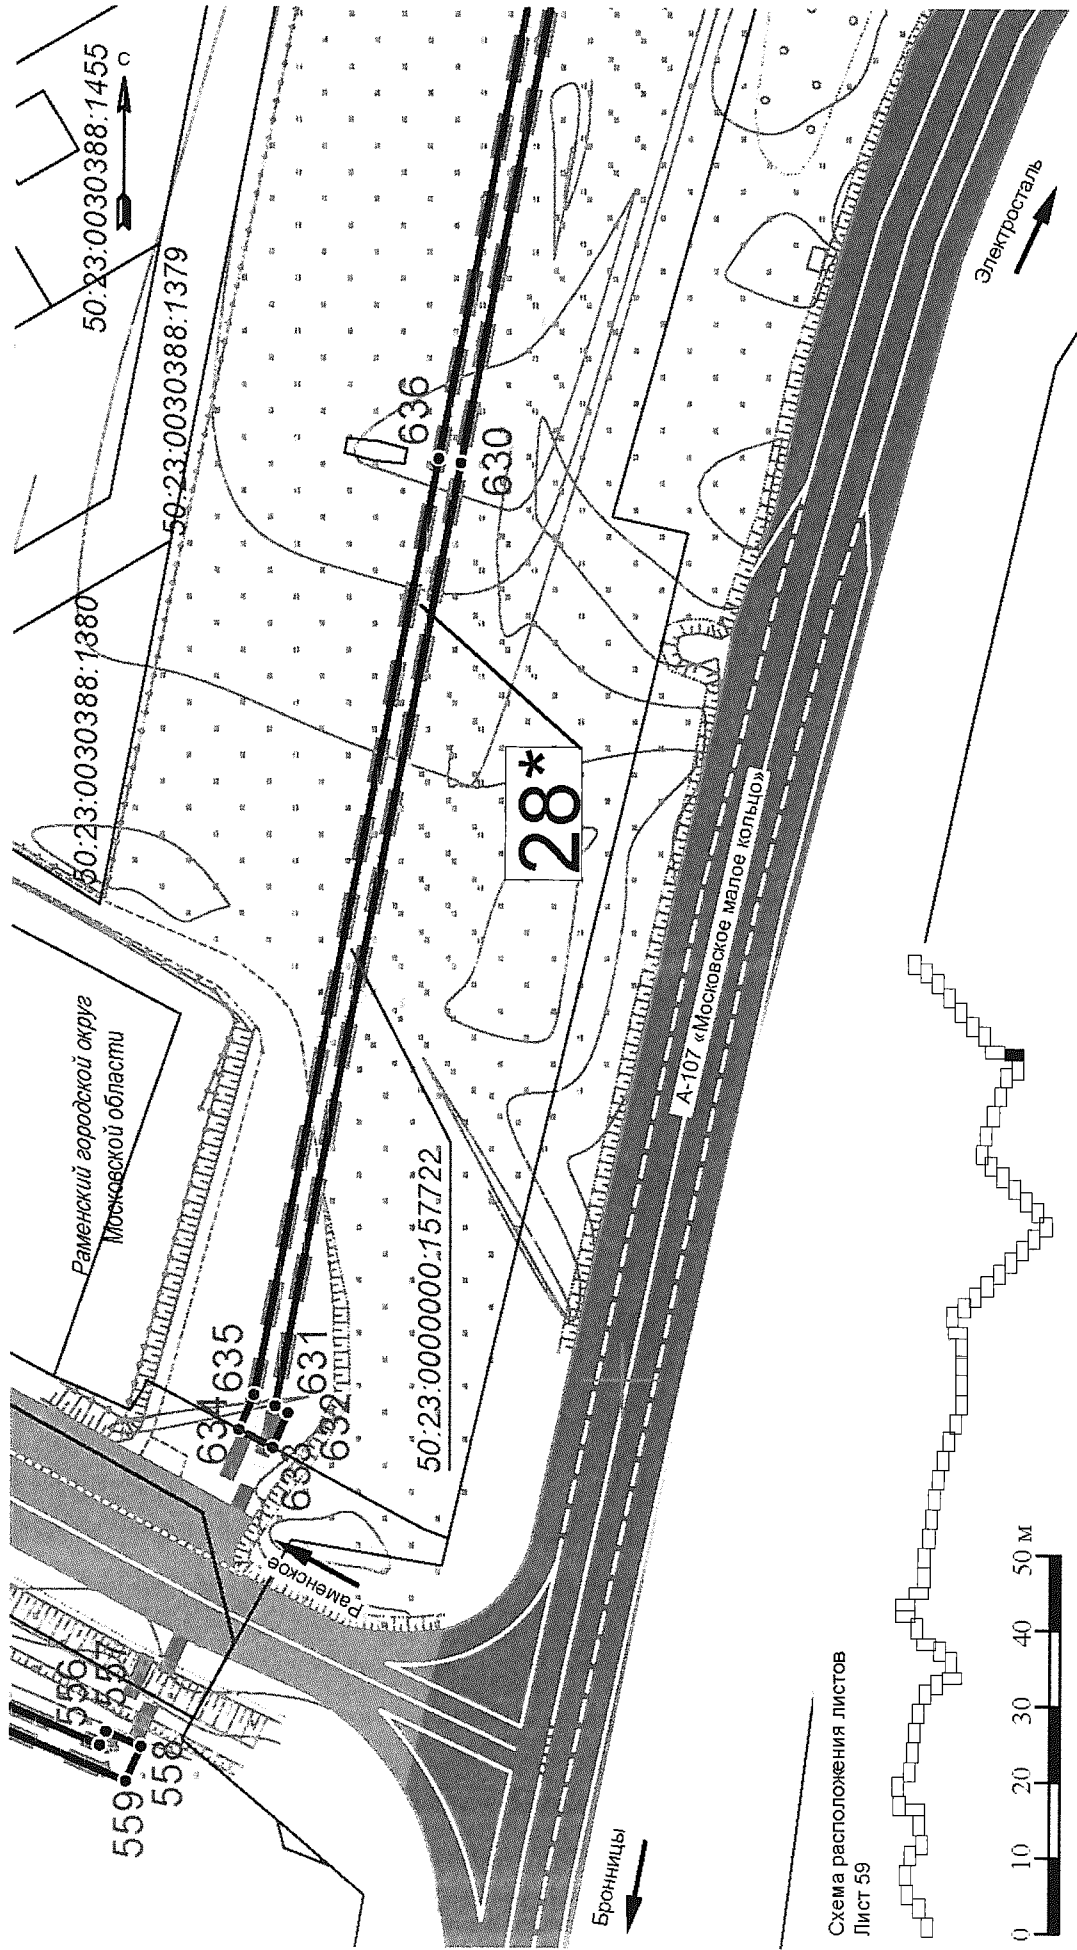 50:23:0030388:1455
С
50:23:0030388:1379
50:23:0030388:1380
Раменский городской округ
Московской области
636
630
28*
50:23:0000000:157722
634
635
631
632
633
556
557
558
559
Раменское
А-107 «Московское малое кольцо»
Электросталь
Бронницы
Схема расположения листов
Лист 59
0 10 20 30 40 50 М